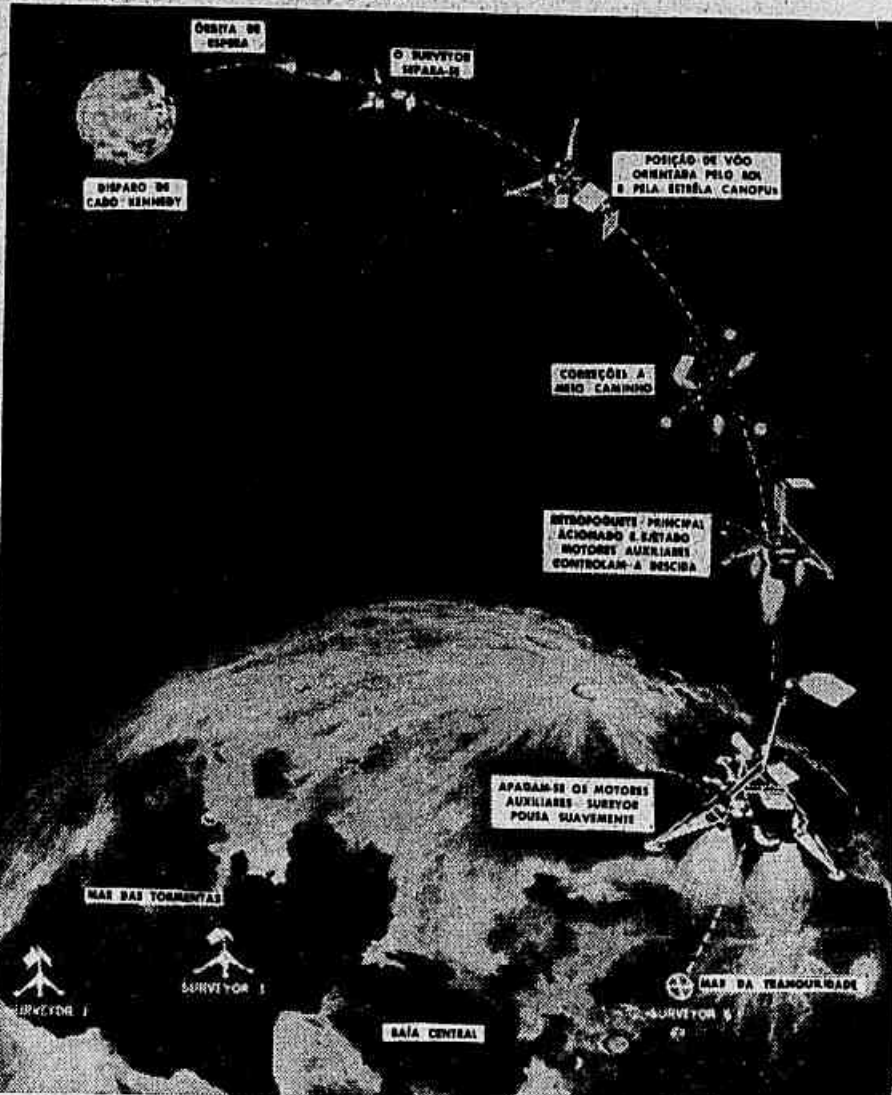 ÓRBITA DE
ESPERA
O SURVEYOR
SEPARA-SE
DISPARO DE
CABO KENNEDY
POSIÇÃO DE VÔO
ORIENTADA PELO SOL
E PELA ESTRÊLA CANOPUS
CORREÇÕES A
MEIO CAMINHO
RETROFOGUETE PRINCIPAL
ACIONADO E EJETADO
MOTORES AUXILIARES
CONTROLAM A DESCIDA
APAGAM-SE OS MOTORES
AUXILIARES SURVEYOR
POUSA SUAVEMENTE
MAR DAS TORMENTAS
SURVEYOR
SURVEYOR
MAR DA TRANQUILIDADE
SURVEYOR
BAÍA CENTRAL